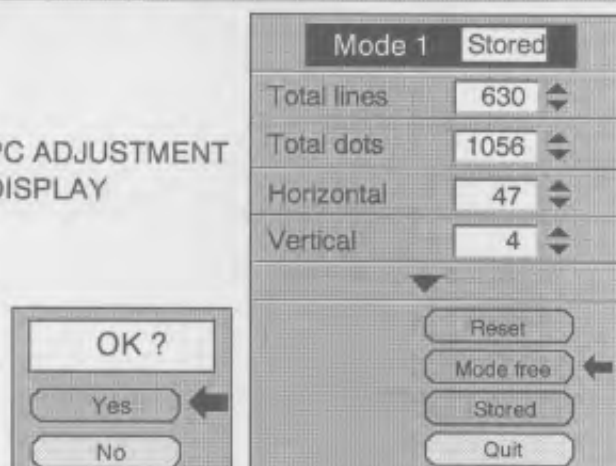 Mode 1 Stored
Total lines 630
PC ADJUSTMENT Total dots 1056
DISPLAY
Horizontal 47
Vertical 4
OK ?
Yes
No
Reset
Mode free
Stored
Quit